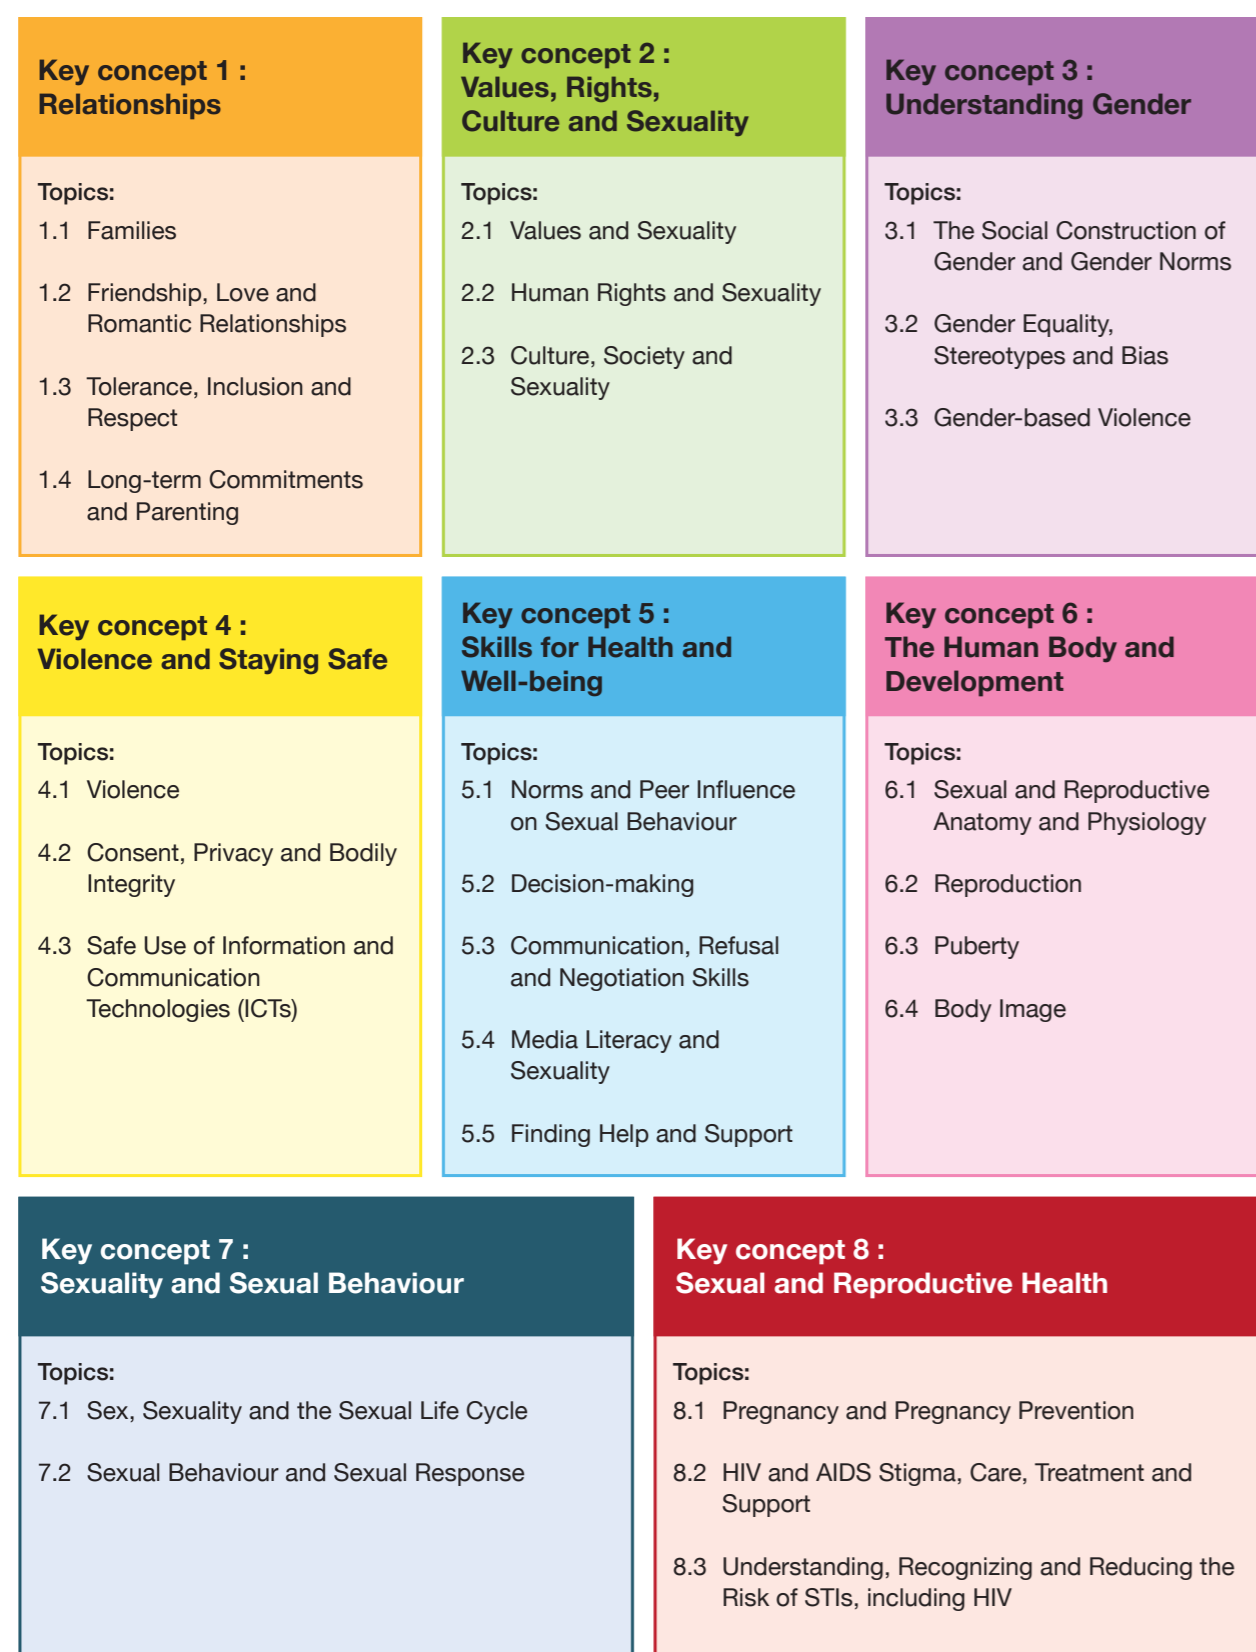 Key concept 1 :
Relationships
Topics:
1.1 Families
1.2 Friendship, Love and
Romantic Relationships
1.3 Tolerance, Inclusion and
Respect
1.4 Long-term Commitments
and Parenting
Key concept 2 :
Values, Rights,
Culture and Sexuality
Topics:
2.1 Values and Sexuality
2.2 Human Rights and Sexuality
2.3 Culture, Society and
Sexuality
Key concept 3 :
Understanding Gender
Topics:
3.1 The Social Construction of
Gender and Gender Norms
3.2 Gender Equality,
Stereotypes and Bias
3.3 Gender-based Violence
Key concept 4 :
Violence and Staying Safe
Topics:
4.1 Violence
4.2 Consent, Privacy and Bodily
Integrity
4.3 Safe Use of Information and
Communication
Technologies (ICTs)
Key concept 5 :
Skills for Health and
Well-being
Topics:
5.1 Norms and Peer Influence
on Sexual Behaviour
5.2 Decision-making
5.3 Communication, Refusal
and Negotiation Skills
5.4 Media Literacy and
Sexuality
5.5 Finding Help and Support
Key concept 6 :
The Human Body and
Development
Topics:
6.1 Sexual and Reproductive
Anatomy and Physiology
6.2 Reproduction
6.3 Puberty
6.4 Body Image
Key concept 7 :
Sexuality and Sexual Behaviour
Topics:
7.1 Sex, Sexuality and the Sexual Life Cycle
7.2 Sexual Behaviour and Sexual Response
Key concept 8 :
Sexual and Reproductive Health
Topics:
8.1 Pregnancy and Pregnancy Prevention
8.2 HIV and AIDS Stigma, Care, Treatment and
Support
8.3 Understanding, Recognizing and Reducing the
Risk of STIs, including HIV